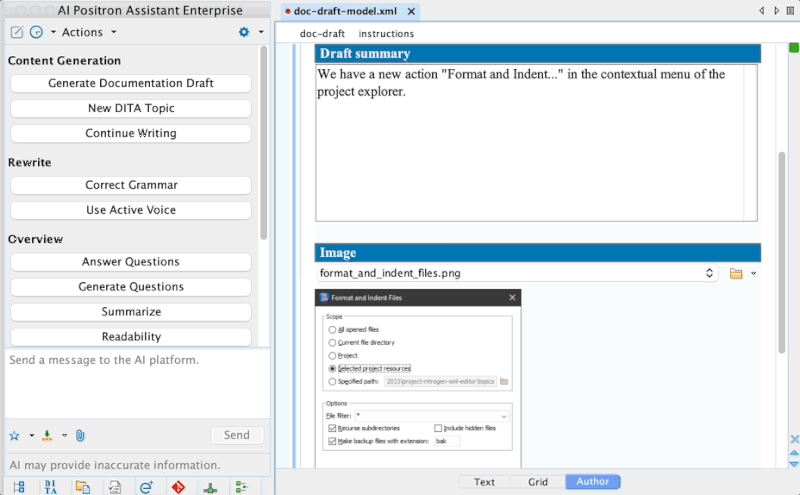 AI Positron Assistant Enterprise
Actions
Content Generation
Generate Documentation Draft
New DITA Topic
Continue Writing
Rewrite
Correct Grammar
Use Active Voice
Overview
Answer Questions
Generate Questions
Summarize
Readability
Send a message to the AI platform.
Send
AI may provide inaccurate information.
DI
TA
doc-draft-model.xml
doc-draft instructions
Draft summary
We have a new action "Format and Indent..." in the contextual menu of the
project explorer.
Image
format_and_indent_files.png
Format and Indent Files
Scope
All opened files
Current file directory
Project
Selected project resources
Specified path: 2023\project-nitrogen-xml-editor\topics
Options
File filter: *
Recurse subdirectories Include hidden files
Make backup files with extension: bak
Text Grid Author